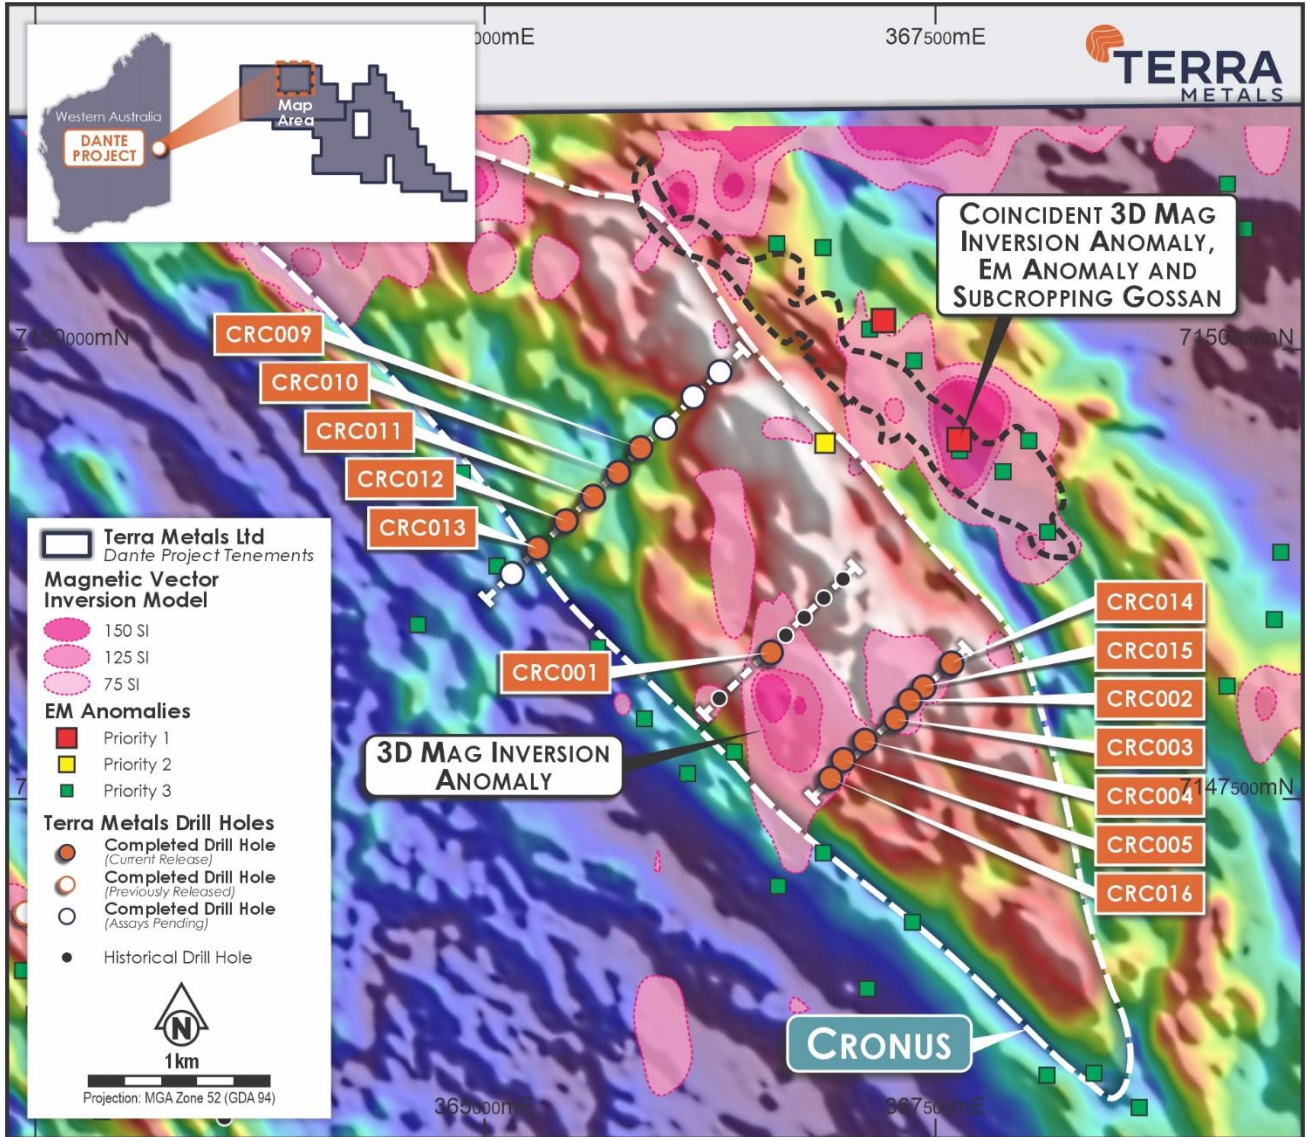 000mE
367500mE
TERRA
METALS
Western Australia
DANTE
PROJECT
Map
Area
COINCIDENT 3D MAG
INVERSION ANOMALY,
EM ANOMALY AND
SUBCROPPING GOSSAN
7150000mN
7150000mN
CRC009
CRC010
CRC011
CRC012
CRC013
CRC001
3D MAG INVERSION
ANOMALY
CRC014
CRC015
CRC002
CRC003
CRC004
CRC005
CRC016
7147500mN
7
Terra Metals Ltd
Dante Project Tenements
Magnetic Vector
Inversion Model
150 SI
125 SI
75 SI
EM Anomalies
Priority 1
Priority 2
Priority 3
Terra Metals Drill Holes
Completed Drill Hole
(Current Release)
Completed Drill Hole
(Previously Released)
Completed Drill Hole
(Assays Pending)
Historical Drill Hole
N
1km
Projection: MGA Zone 52 (GDA 94)
CRONUS
365000mE
367500mE